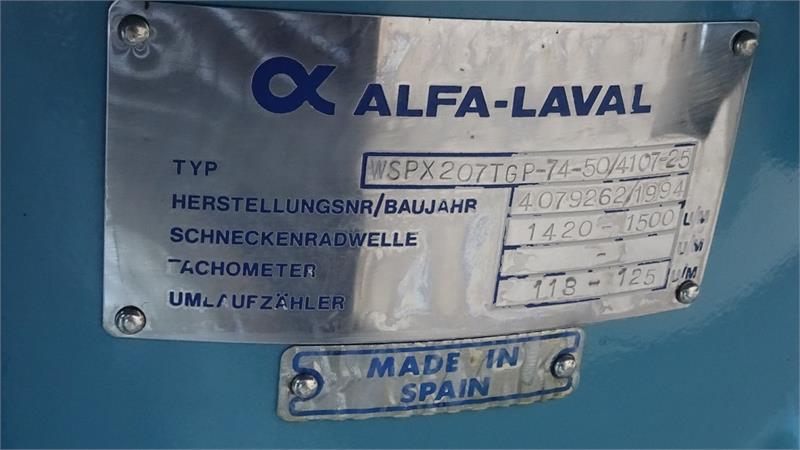 ALFA-LAVAL
TYP WSPX207TGP-74-50/4107-25
HERSTELLUNGSNR/BAUJAHR 4079262/1994
SCHNECKENRADWELLE 1420-1500 U/M
TACHOMETER - U/M
UMLAUFZÄHLER 118-125 U/M
MADE IN
SPAIN